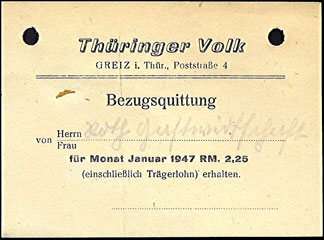 Thüringer Volk
GREIZ i. Thür., Poststraße 4
Bezugsquittung
von Herrn
Frau
für Monat Januar 1947 RM. 2,25
(einschließlich Trägerlohn) erhalten.